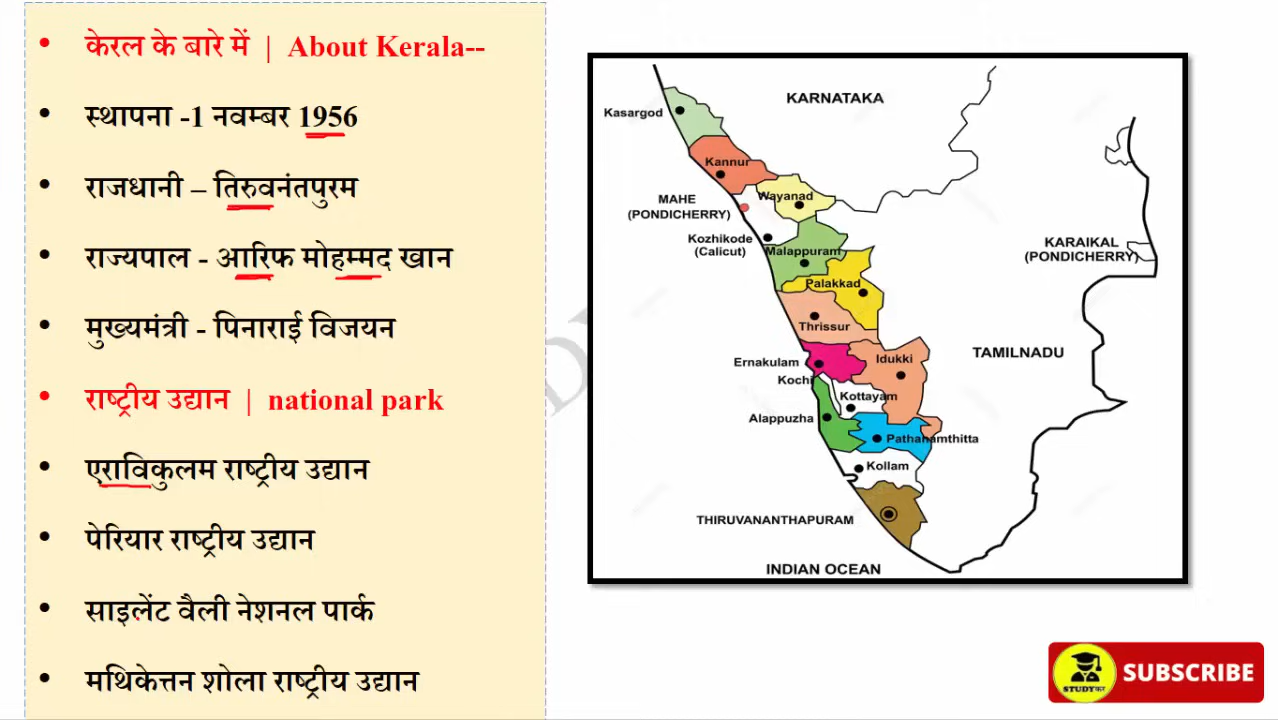 केरल के बारे में | About Kerala--
स्थापना -1 नवम्बर 1956
राजधानी – तिरुवनंतपुरम
राज्यपाल - आरिफ मोहम्मद खान
मुख्यमंत्री - पिनाराई विजयन
राष्ट्रीय उद्यान | national park
एराविकुलम राष्ट्रीय उद्यान
पेरियार राष्ट्रीय उद्यान
साइलेंट वैली नेशनल पार्क
मथिकेत्तन शोला राष्ट्रीय उद्यान
KARNATAKA
Kasargod
Kannur
Wayanad
MAHE
(PONDICHERRY)
Kozhikode
(Calicut)
Malappuram
KARAIKAL
(PONDICHERRY)
Palakkad
Thrissur
TAMILNADU
Ernakulam
Idukki
Kochi
Kottayam
Alappuzha
Pathanamthitta
Kollam
THIRUVANANTHAPURAM
INDIAN OCEAN
STUDYकर
SUBSCRIBE